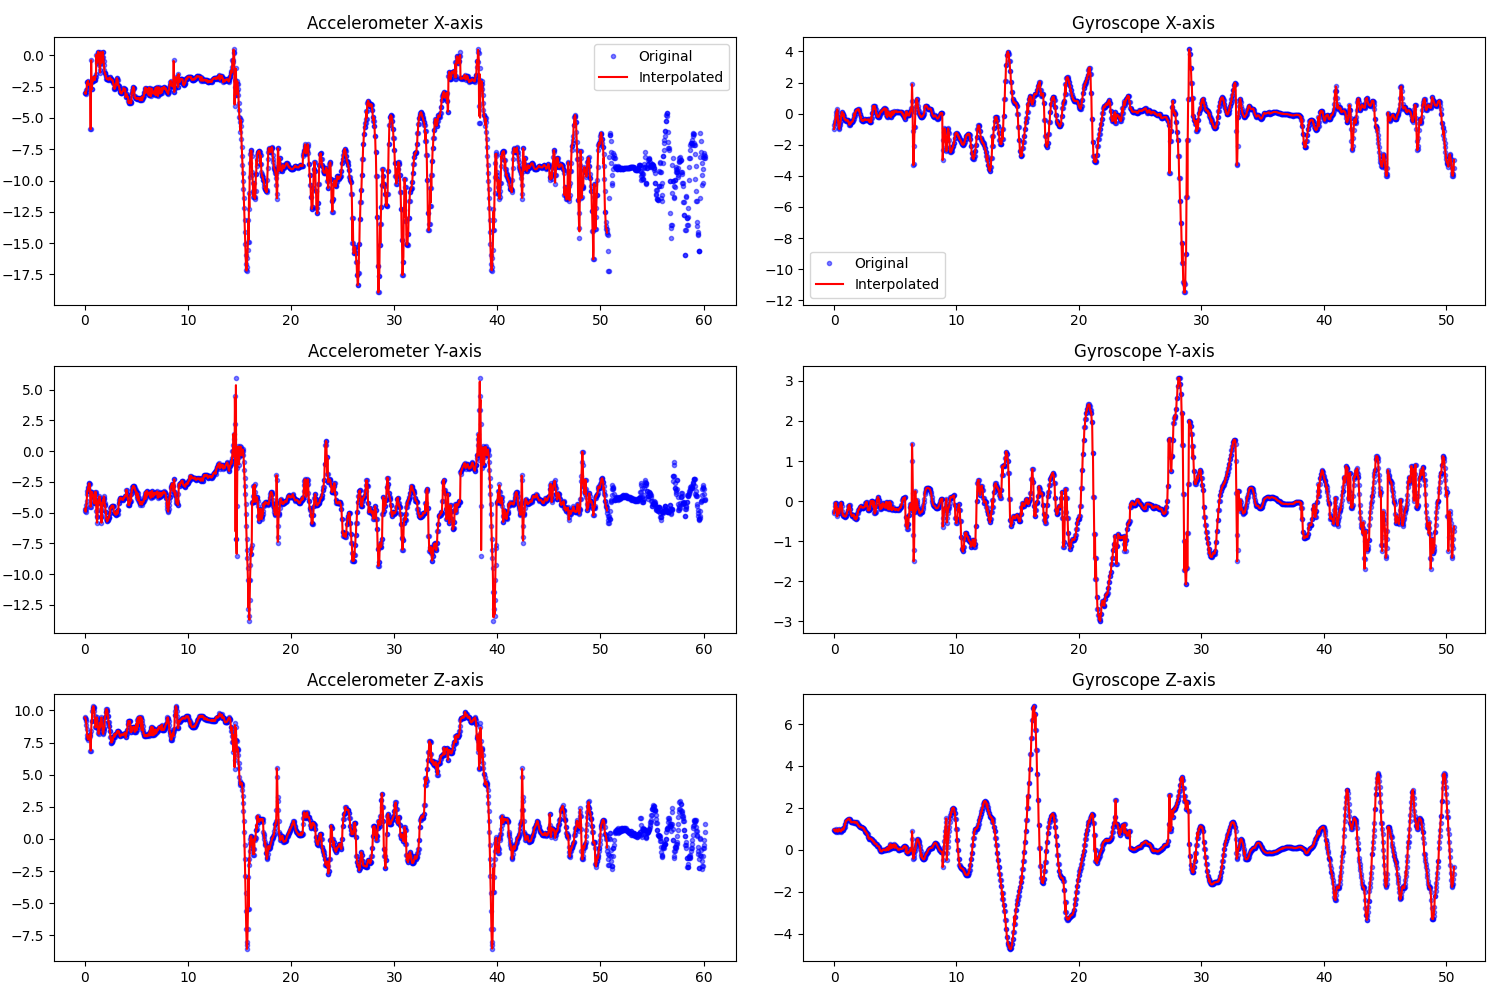 Accelerometer X-axis
0.0
−2.5
−5.0
−7.5
−10.0
−12.5
−15.0
−17.5
Original
Interpolated
0 10 20 30 40 50 60
Gyroscope X-axis
4
2
0
−2
−4
−6
−8
−10
−12
Original
Interpolated
0 10 20 30 40 50
Accelerometer Y-axis
5.0
2.5
0.0
−2.5
−5.0
−7.5
−10.0
−12.5
0 10 20 30 40 50 60
Gyroscope Y-axis
3
2
1
0
−1
−2
−3
0 10 20 30 40 50
Accelerometer Z-axis
10.0
7.5
5.0
2.5
0.0
−2.5
−5.0
−7.5
0 10 20 30 40 50 60
Gyroscope Z-axis
6
4
2
0
−2
−4
0 10 20 30 40 50